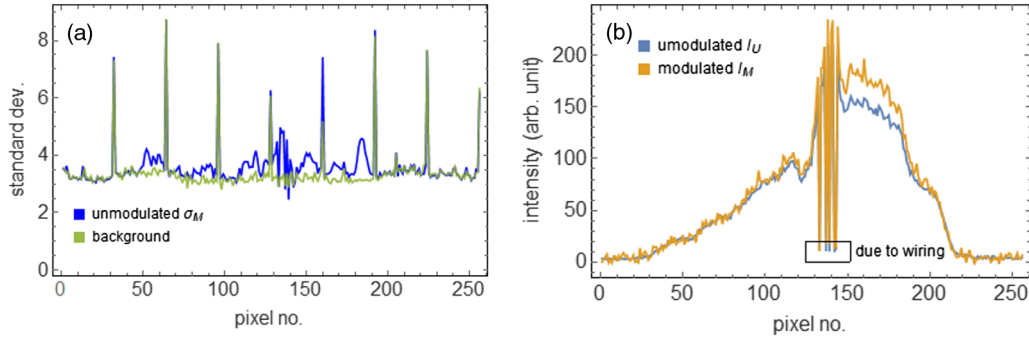 (a)
8
6
4
2
0
standard dev.
unmodulated σM
background
0 50 100 150 200 250
pixel no.
(b)
200
150
100
50
0
intensity (arb. unit)
umodulated IU
modulated IM
due to wiring
0 50 100 150 200 250
pixel no.